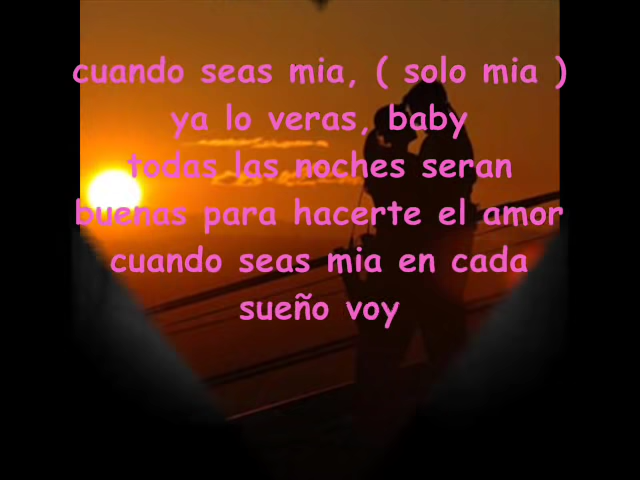 cuando seas mia, ( solo mia )
ya lo veras, baby
todas las noches seran
buenas para hacerte el amor
cuando seas mia en cada
sueño voy